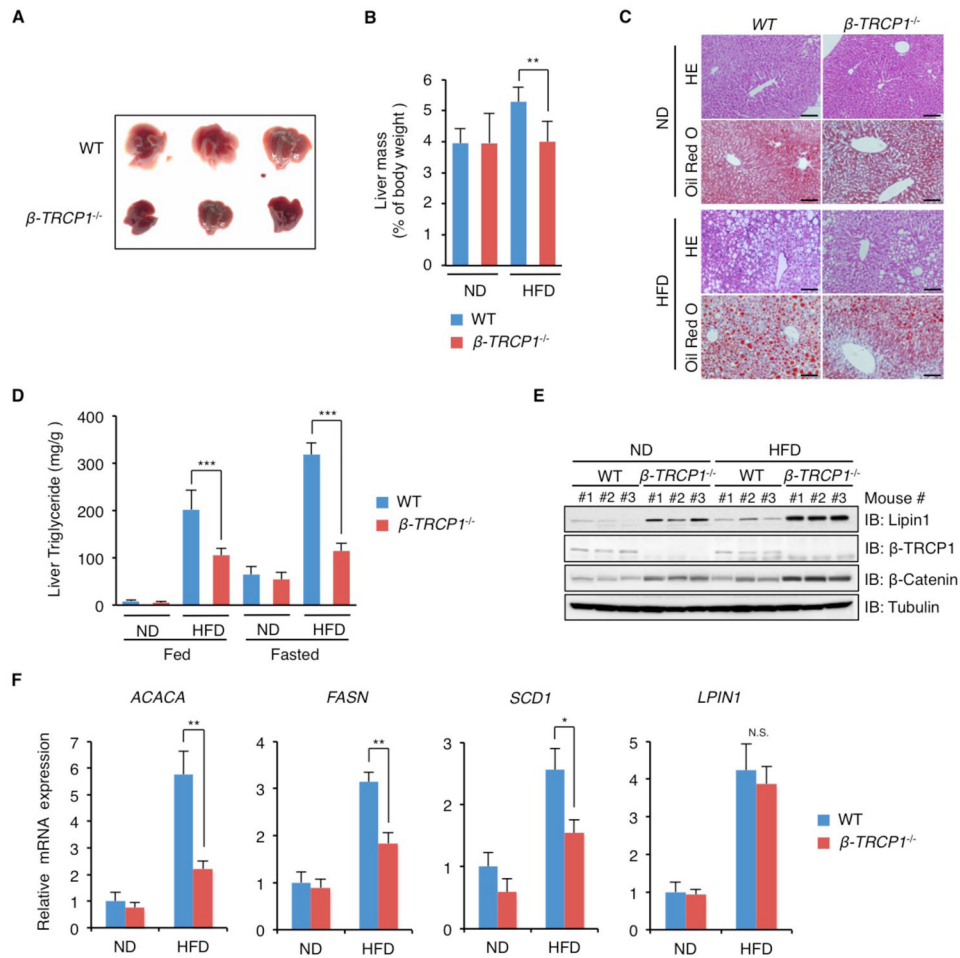 A
WT
β-TRCP1-/-
B
Liver mass
(% of body weight)
6
5
4
3
2
1
0
**
ND
HFD
WT
β-TRCP1-/-
C
WT
β-TRCP1-/-
ND
HE
Oil Red O
HFD
HE
Oil Red O
D
Liver Triglyceride (mg/g)
400
300
200
100
0
***
***
ND
HFD
ND
HFD
Fed
Fasted
WT
β-TRCP1-/-
E
ND
HFD
WT
β-TRCP1-/-
WT
β-TRCP1-/-
#1 #2 #3 #1 #2 #3 #1 #2 #3 #1 #2 #3 Mouse #
IB: Lipin1
IB: β-TRCP1
IB: β-Catenin
IB: Tubulin
F
Relative mRNA expression
ACACA
7
6
5
4
3
2
1
0
**
ND
HFD
FASN
4
3
2
1
0
**
ND
HFD
SCD1
3
2
1
0
*
ND
HFD
LPIN1
5
4
3
2
1
0
N.S.
ND
HFD
WT
β-TRCP1-/-